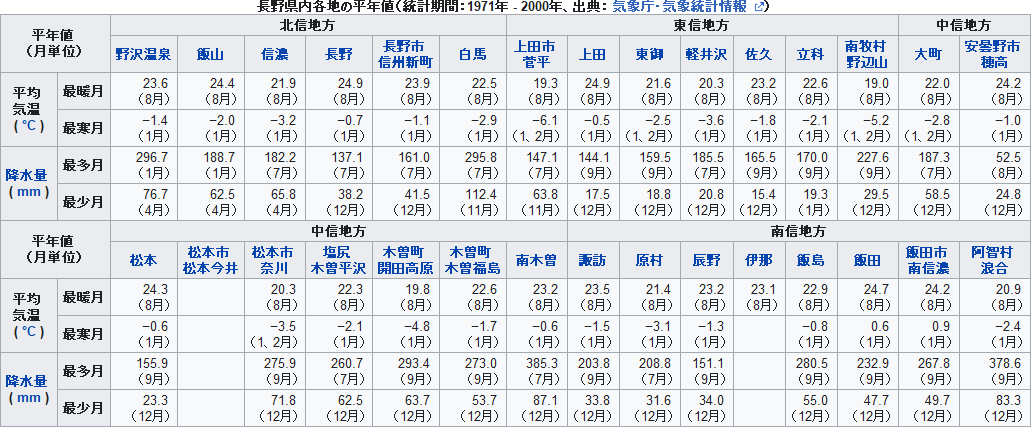 長野県内各地の平年値(統計期間：1971年 - 2000年、出典： 気象庁・気象統計情報 )
平年値
（月単位）
北信地方 東信地方 中信地方
野沢温泉 飯山 信濃 長野 長野市
信州新町 白馬 上田市
菅平 上田 東御 軽井沢 佐久 立科 南牧村
野辺山 大町 安曇野市
穂高
平均
気温
( °C )
最暖月 23.6 24.4 21.9 24.9 23.9 22.5 19.3 24.9 21.6 20.3 23.2 22.6 19.0 22.0 24.2
（8月） （8月） （8月） （8月） （8月） （8月） （8月） （8月） （8月） （8月） （8月） （8月） （8月） （8月） （8月）
最寒月 −1.4 −2.0 −3.2 −0.7 −1.1 −2.9 −6.1 −0.5 −2.5 −3.6 −1.8 −2.1 −5.2 −2.8 −1.0
（1月） （1月） （1月） （1月） （1月） （1月） （1、2月） （1月） （1、2月） （1月） （1月） （1月） （1、2月） （1、2月） （1月）
降水量
( mm )
最多月 296.7 188.7 182.2 137.1 161.0 295.8 147.1 144.1 159.5 185.5 165.5 170.0 227.6 187.3 52.5
（1月） （1月） （7月） （7月） （7月） （7月） （7月） （9月） （9月） （7月） （9月） （9月） （9月） （7月） （8月）
最少月 76.7 62.5 65.8 38.2 41.5 112.4 63.8 17.5 18.8 20.8 15.4 19.3 29.5 58.5 24.8
（4月） （4月） （4月） （12月） （12月） （11月） （11月） （12月） （12月） （12月） （12月） （1月） （12月） （12月） （12月）
平年値
（月単位）
中信地方 南信地方
松本 松本市
松本今井 松本市
奈川 塩尻
木曽平沢 木曽町
開田高原 木曽町
木曽福島 南木曽 諏訪 原村 辰野 伊那 飯島 飯田 飯田市
南信濃 阿智村
浪合
平均
気温
( °C )
最暖月 24.3 20.3 22.3 19.8 22.6 23.2 23.5 21.4 23.2 23.1 22.9 24.7 24.2 20.9
（8月） （8月） （8月） （8月） （8月） （8月） （8月） （8月） （8月） （8月） （8月） （8月） （8月） （8月）
最寒月 −0.6 −3.5 −2.1 −4.8 −1.7 −0.6 −1.5 −3.1 −1.3 −0.8 0.6 0.9 −2.4
（1月） （1、2月） （1月） （1月） （1月） （1月） （1月） （1月） （1月） （1月） （1月） （1月） （1月）
降水量
( mm )
最多月 155.9 275.9 260.7 293.4 273.0 385.3 203.8 208.8 151.1 280.5 232.9 267.8 378.6
（9月） （9月） （7月） （9月） （9月） （7月） （9月） （7月） （9月） （9月） （9月） （9月） （9月）
最少月 23.3 71.8 62.5 63.7 53.7 87.1 33.8 31.6 34.0 55.0 47.7 49.7 83.3
（12月） （12月） （12月） （12月） （12月） （12月） （12月） （12月） （12月） （12月） （12月） （12月） （12月）